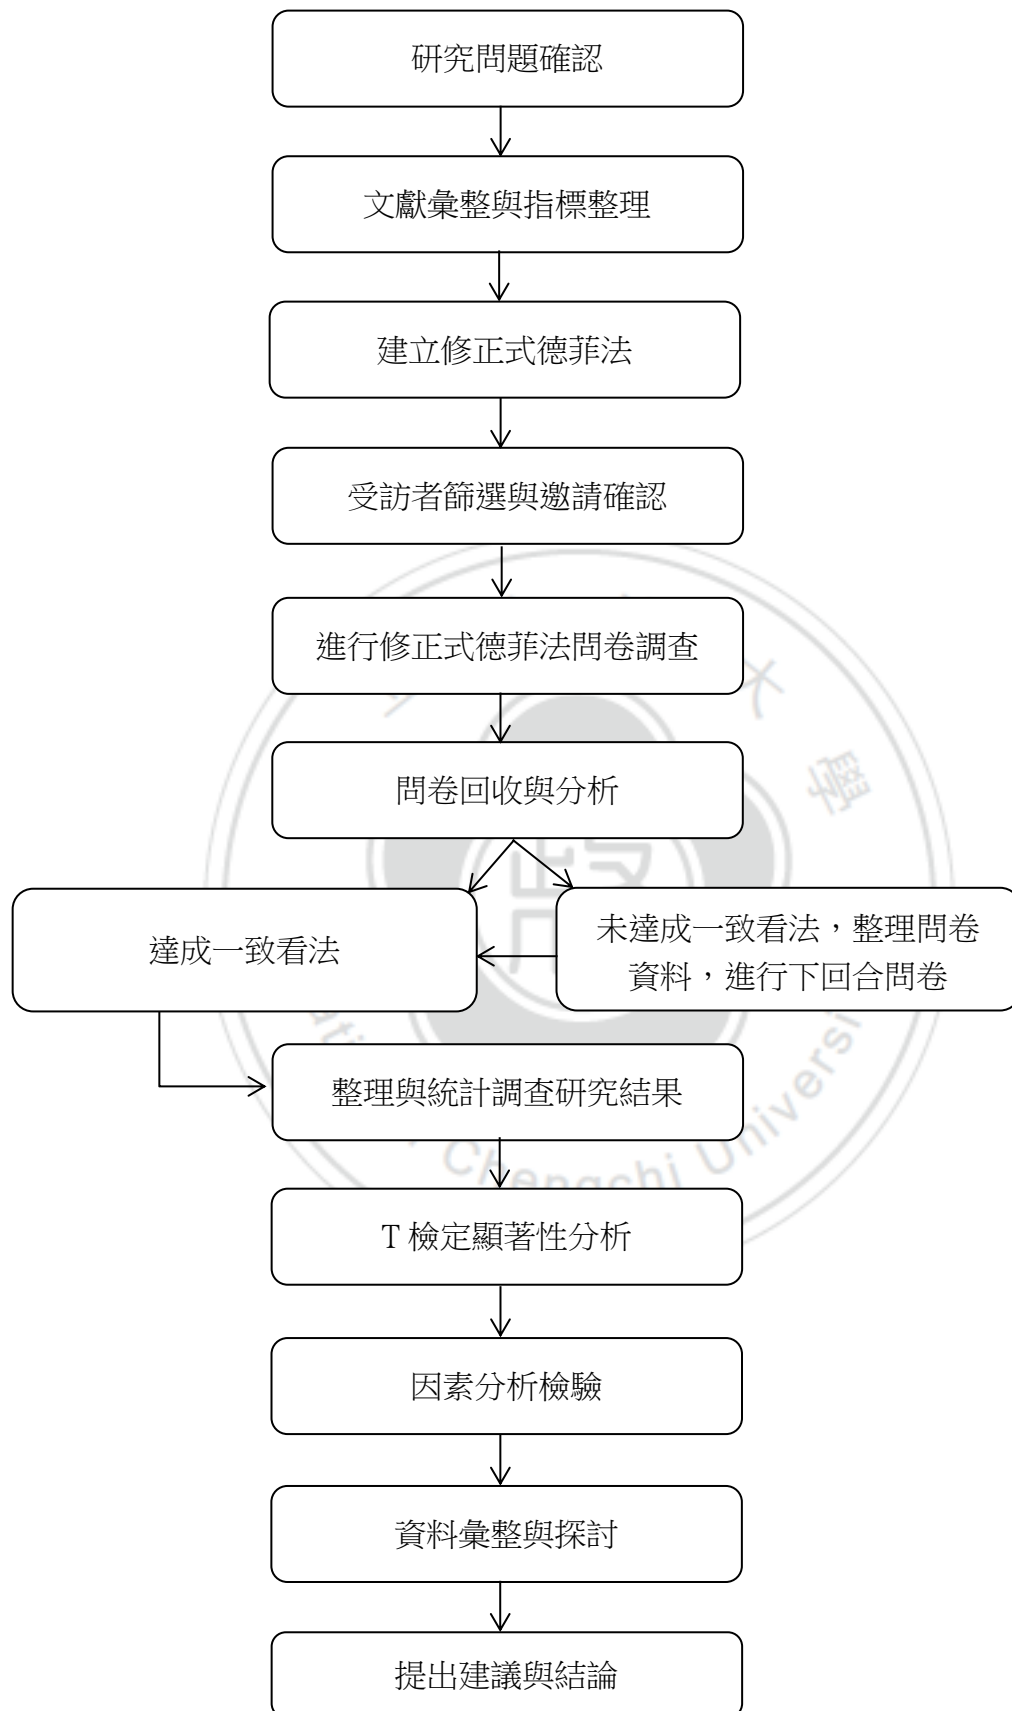 研究問題確認
文獻彙整與指標整理
建立修正式德菲法
受訪者篩選與邀請確認
進行修正式德菲法問卷調查
大
學
問卷回收與分析
達成一致看法
未達成一致看法，整理問卷
資料，進行下回合問卷
整理與統計調查研究結果
Chengchi Universi
T 檢定顯著性分析
因素分析檢驗
資料彙整與探討
提出建議與結論